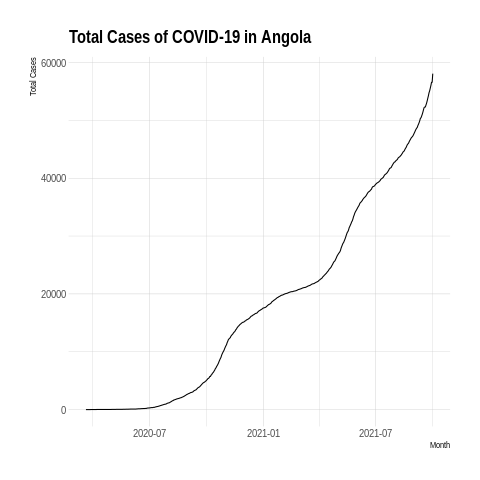 Total Cases of COVID-19 in Angola
Total Cases
60000
40000
20000
0
2020-07 2021-01 2021-07
Month